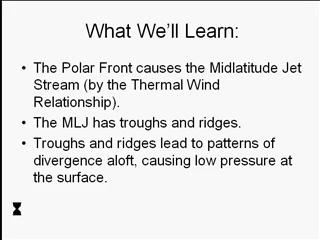 What We'll Learn:
• The Polar Front causes the Midlatitude Jet
Stream (by the Thermal Wind
Relationship).
• The MLJ has troughs and ridges.
• Troughs and ridges lead to patterns of
divergence aloft, causing low pressure at
the surface.